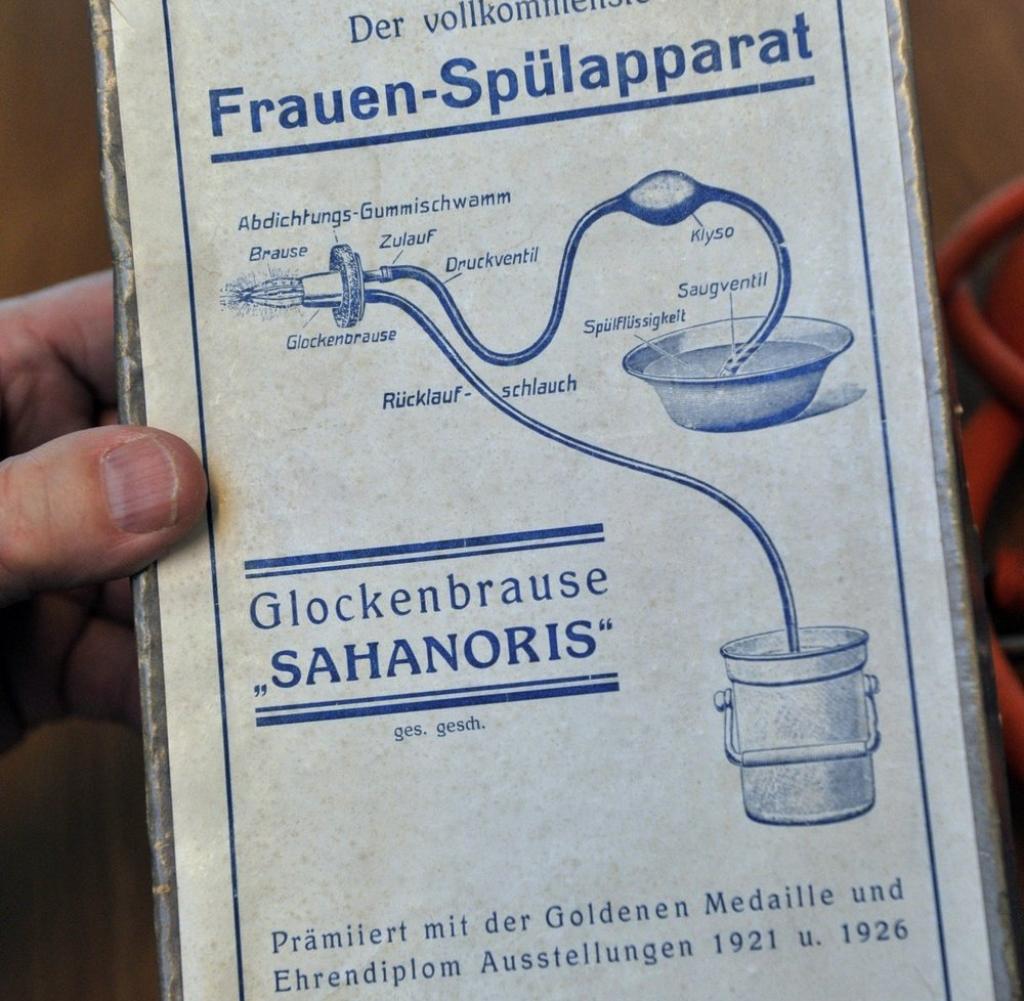 Der
Frauen-Spülapparat
Abdichtungs-Gummischwamm
Brause
Zulauf
Druckventil
Klyso
Saugventil
Spülflüssigkeit
Glockenbrause
Rücklauf-schlauch
Glockenbrause
„SAHANORIS“
ges. gesch.
Prämiiert mit der Goldenen Medaille und
Ehrendiplom Ausstellungen 1921 u. 1926